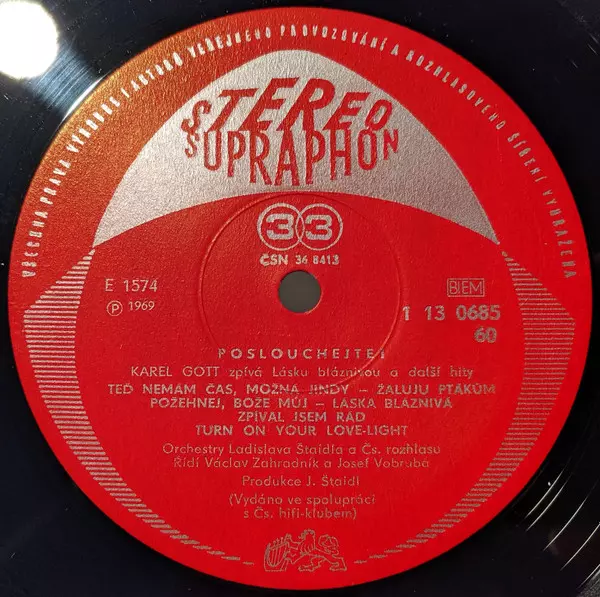 VŠECHNA PRÁVA VÝROBCE I AUTORŮ VEŘEJNÉHO PROVOZOVÁNÍ A ROZHLASOVÉHO ŠÍŘENÍ VYHRAŽENA
STEREO
SUPRAPHON
33
ČSN 36 8413
E 1574
BIEM
℗ 1969
1 13 0685
60
POSLOUCHEJTE!
KAREL GOTT zpívá Lásku bláznivou a další hity
TEĎ NEMÁM ČAS, MOŽNÁ JINDY – ŽALUJU PTÁKŮM
POŽEHNEJ, BOŽE MŮJ – LÁSKA BLÁZNIVÁ
ZPÍVAL JSEM RÁD
TURN ON YOUR LOVE-LIGHT
Orchestry Ladislava Štaidla a Čs. rozhlasu
Řídí Václav Zahradník a Josef Vobruba
Produkce J. Štaidl
(Vydáno ve spolupráci
s Čs. hifi-klubem)